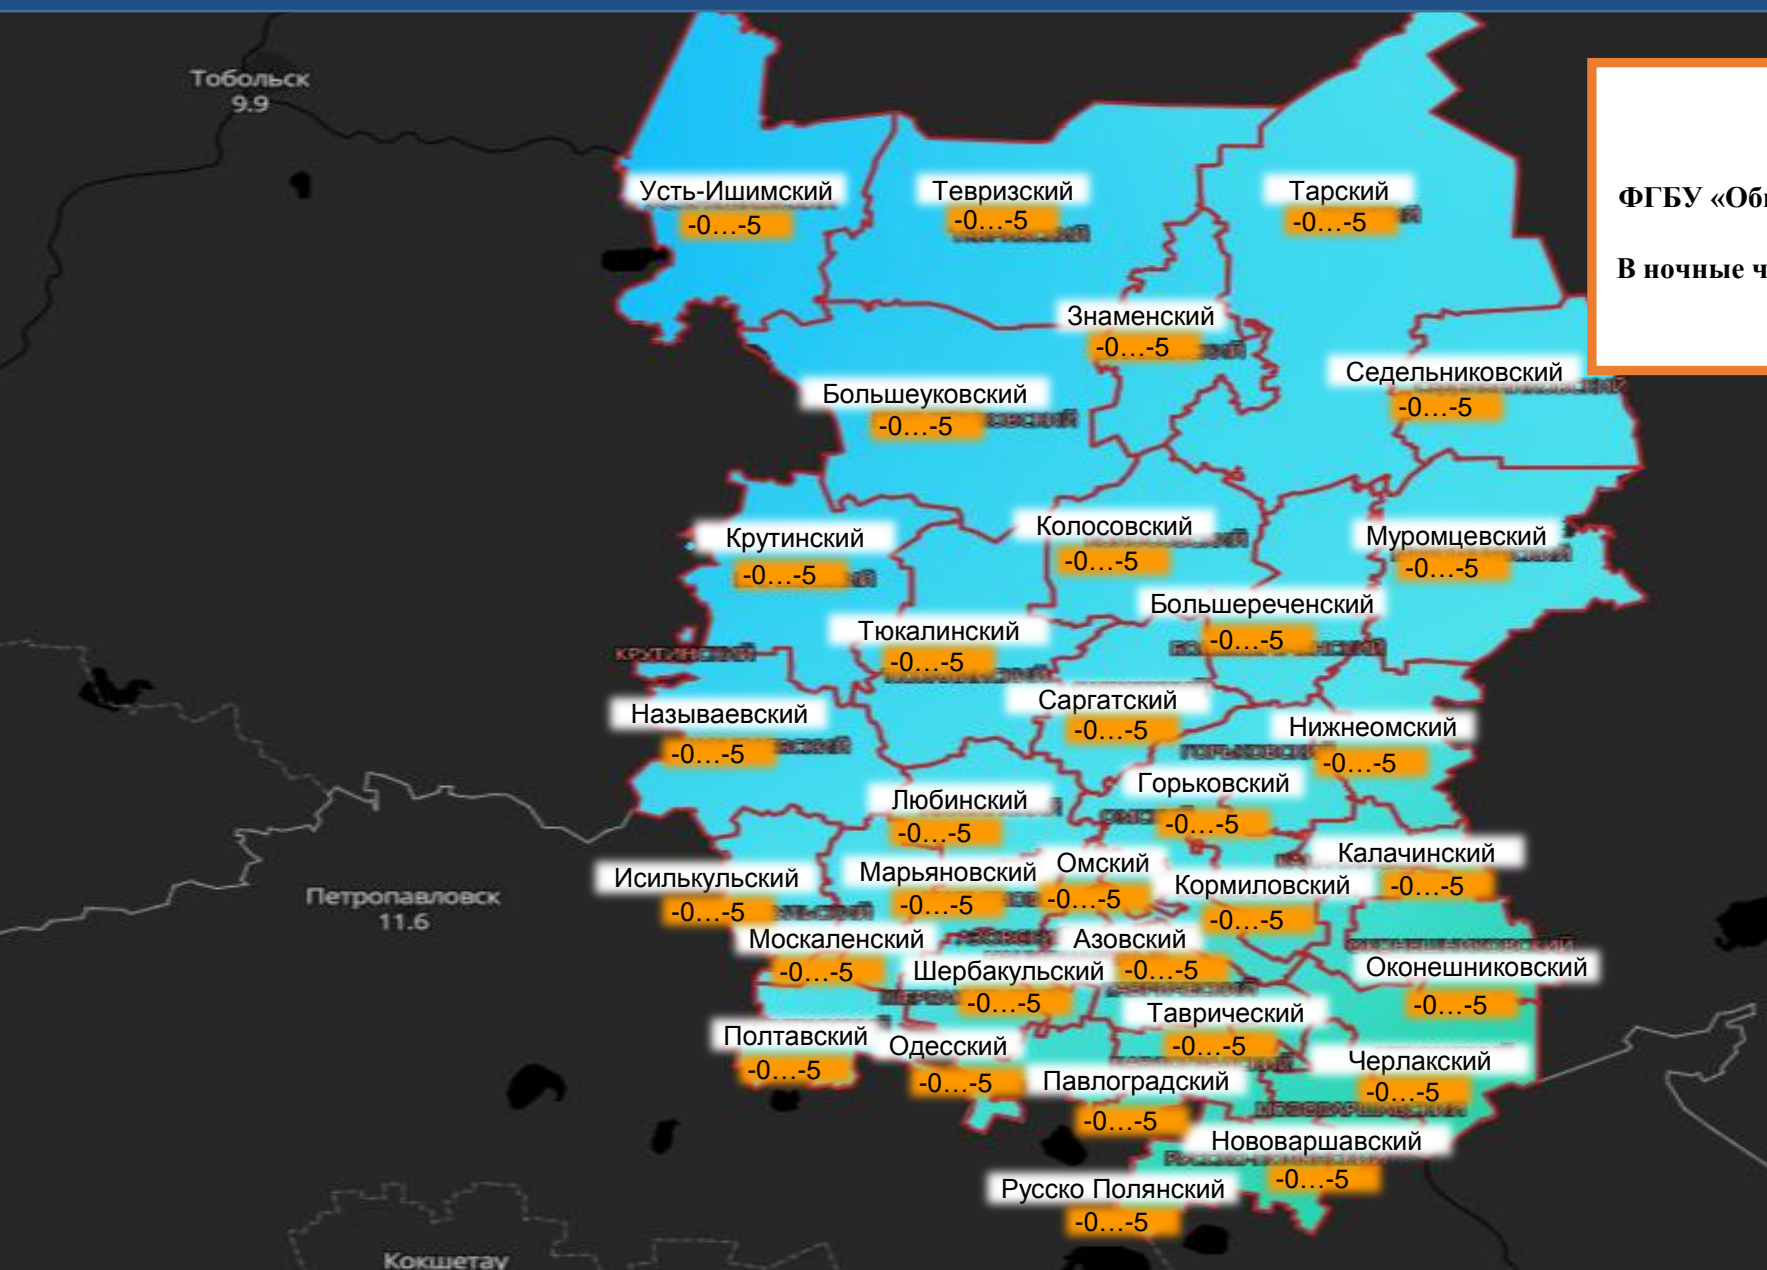 Тобольск
9.9
Усть-Ишимский
-0...-5
Тевризский
-0...-5
Тарский
-0...-5
ФГБУ «Об
В ночные ч
Знаменский
-0...-5
Седельниковский
-0...-5
Большеуковский
-0...-5
Крутинский
-0...-5
Колосовский
-0...-5
Муромцевский
-0...-5
Большереченский
-0...-5
Тюкалинский
-0...-5
КРУТИНСКИЙ
Называевский
-0...-5
Саргатский
-0...-5
Нижнеомский
-0...-5
Горьковский
-0...-5
Любинский
-0...-5
Калачинский
-0...-5
Исилькульский
-0...-5
Марьяновский
-0...-5
Омский
-0...-5
Кормиловский
-0...-5
Петропавловск
11.6
Москаленский
-0...-5
Шербакульский
-0...-5
Азовский
-0...-5
Оконешниковский
-0...-5
Таврический
-0...-5
Полтавский
-0...-5
Одесский
-0...-5
Павлоградский
-0...-5
Черлакский
-0...-5
Нововаршавский
-0...-5
Русско Полянский
-0...-5
Кокшетау